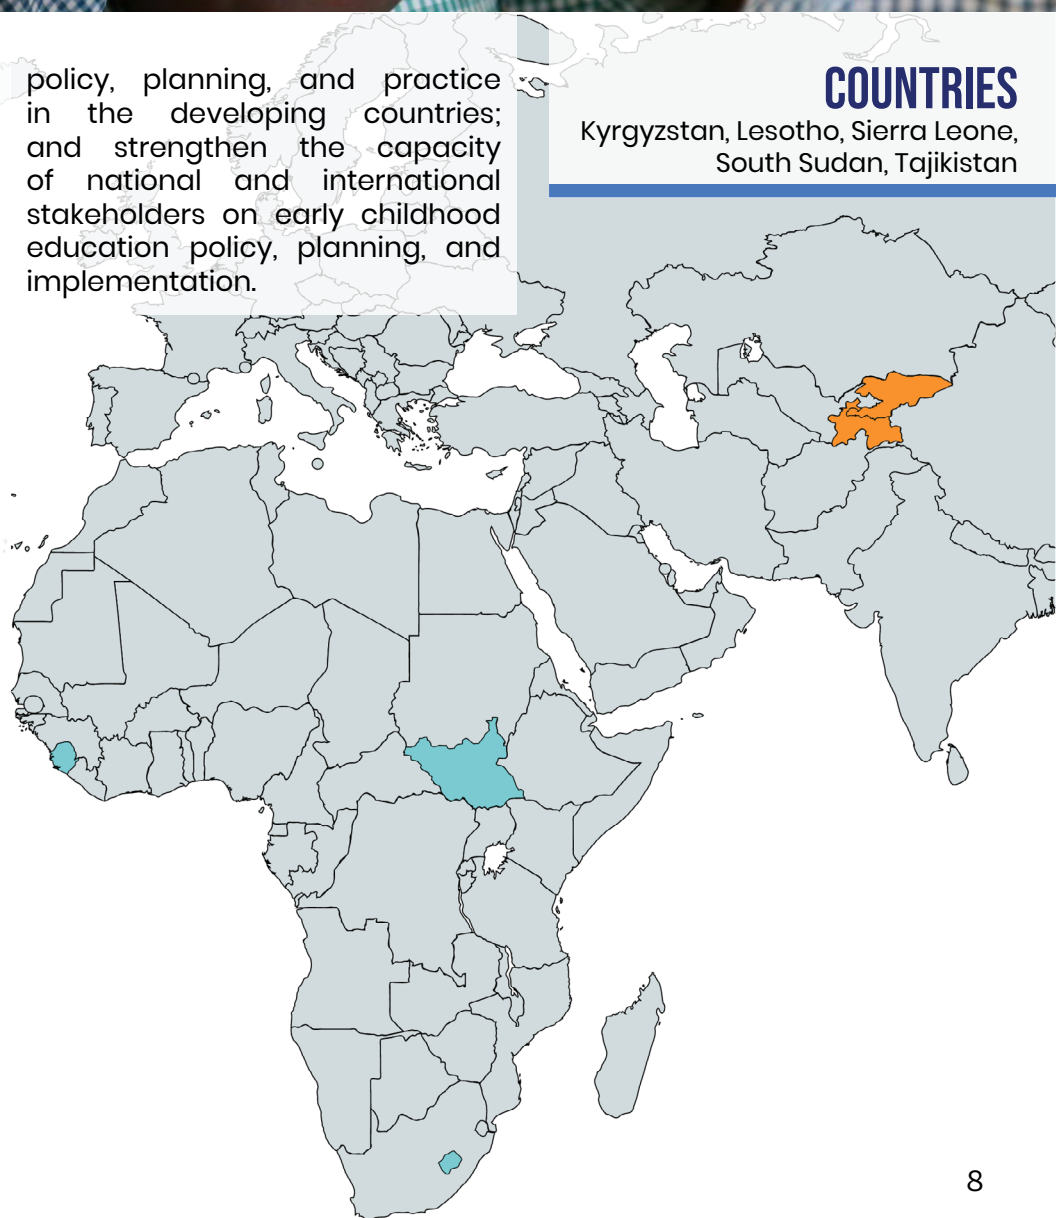 policy, planning, and practice
in the developing countries;
and strengthen the capacity
of national and international
stakeholders on early childhood
education policy, planning, and
implementation.
COUNTRIES
Kyrgyzstan, Lesotho, Sierra Leone,
South Sudan, Tajikistan
8